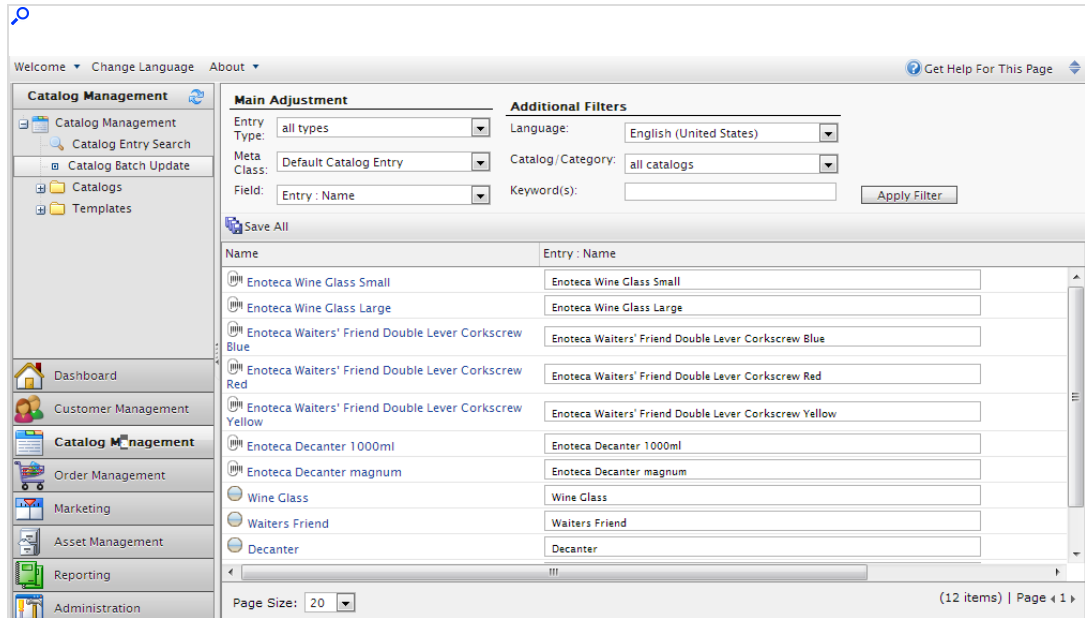 Welcome Change Language About Get Help For This Page
Catalog Management
Catalog Management
Catalog Entry Search
Catalog Batch Update
Catalogs
Templates
Dashboard
Customer Management
Catalog M nagement
Order Management
Marketing
Asset Management
Reporting
Administration
Main Adjustment
Entry Type: all types
Meta Class: Default Catalog Entry
Field: Entry : Name
Additional Filters
Language: English (United States)
Catalog/Category: all catalogs
Keyword(s): Apply Filter
Save All
Name Entry : Name
Enoteca Wine Glass Small Enoteca Wine Glass Small
Enoteca Wine Glass Large Enoteca Wine Glass Large
Enoteca Waiters' Friend Double Lever Corkscrew Blue Enoteca Waiters' Friend Double Lever Corkscrew Blue
Enoteca Waiters' Friend Double Lever Corkscrew Red Enoteca Waiters' Friend Double Lever Corkscrew Red
Enoteca Waiters' Friend Double Lever Corkscrew Yellow Enoteca Waiters' Friend Double Lever Corkscrew Yellow
Enoteca Decanter 1000ml Enoteca Decanter 1000ml
Enoteca Decanter magnum Enoteca Decanter magnum
Wine Glass Wine Glass
Waiters Friend Waiters Friend
Decanter Decanter
Page Size: 20 (12 items) | Page 1